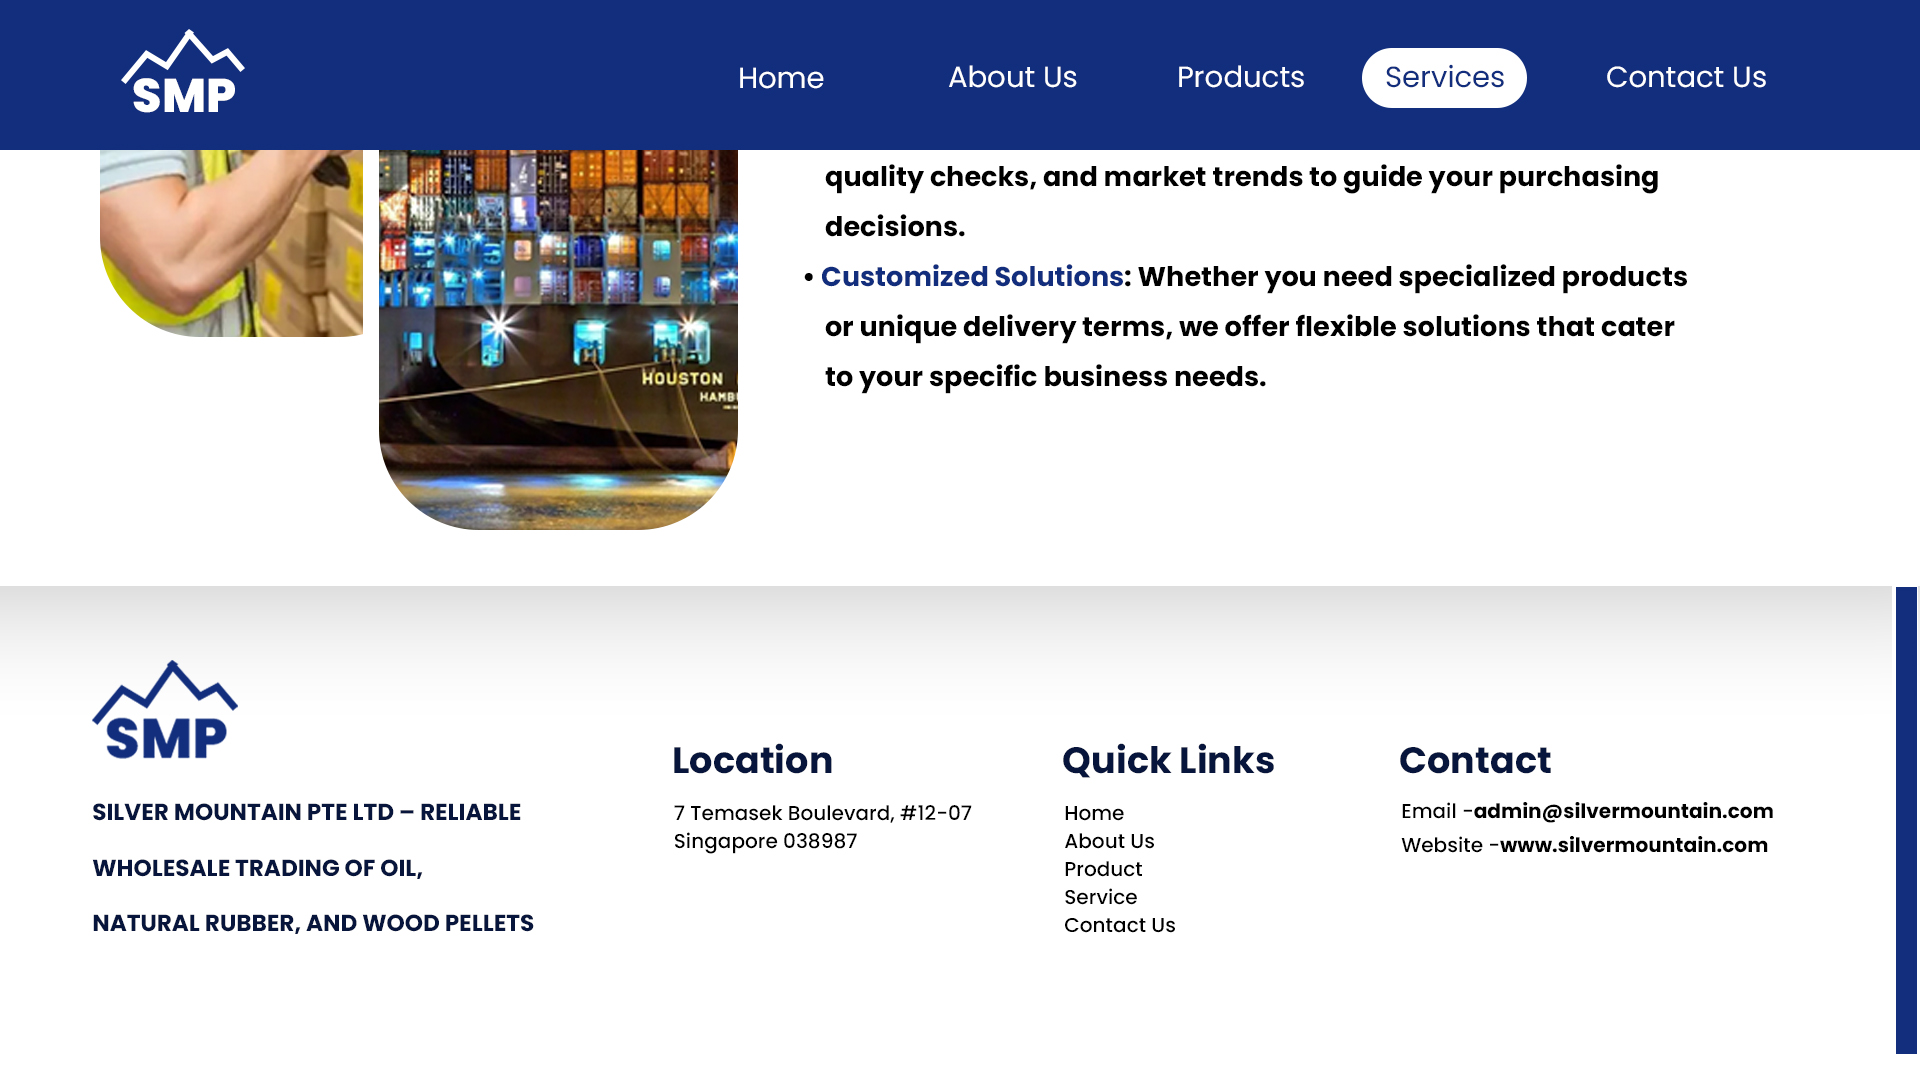 SMP
Home
About Us
Products
Services
Contact Us
quality checks, and market trends to guide your purchasing
decisions.
• Customized Solutions: Whether you need specialized products
or unique delivery terms, we offer flexible solutions that cater
to your specific business needs.
HOUSTON
HAMBU
SMP
SILVER MOUNTAIN PTE LTD – RELIABLE
WHOLESALE TRADING OF OIL,
NATURAL RUBBER, AND WOOD PELLETS
Location
7 Temasek Boulevard, #12-07
Singapore 038987
Quick Links
Home
About Us
Product
Service
Contact Us
Contact
Email -admin@silvermountain.com
Website -www.silvermountain.com